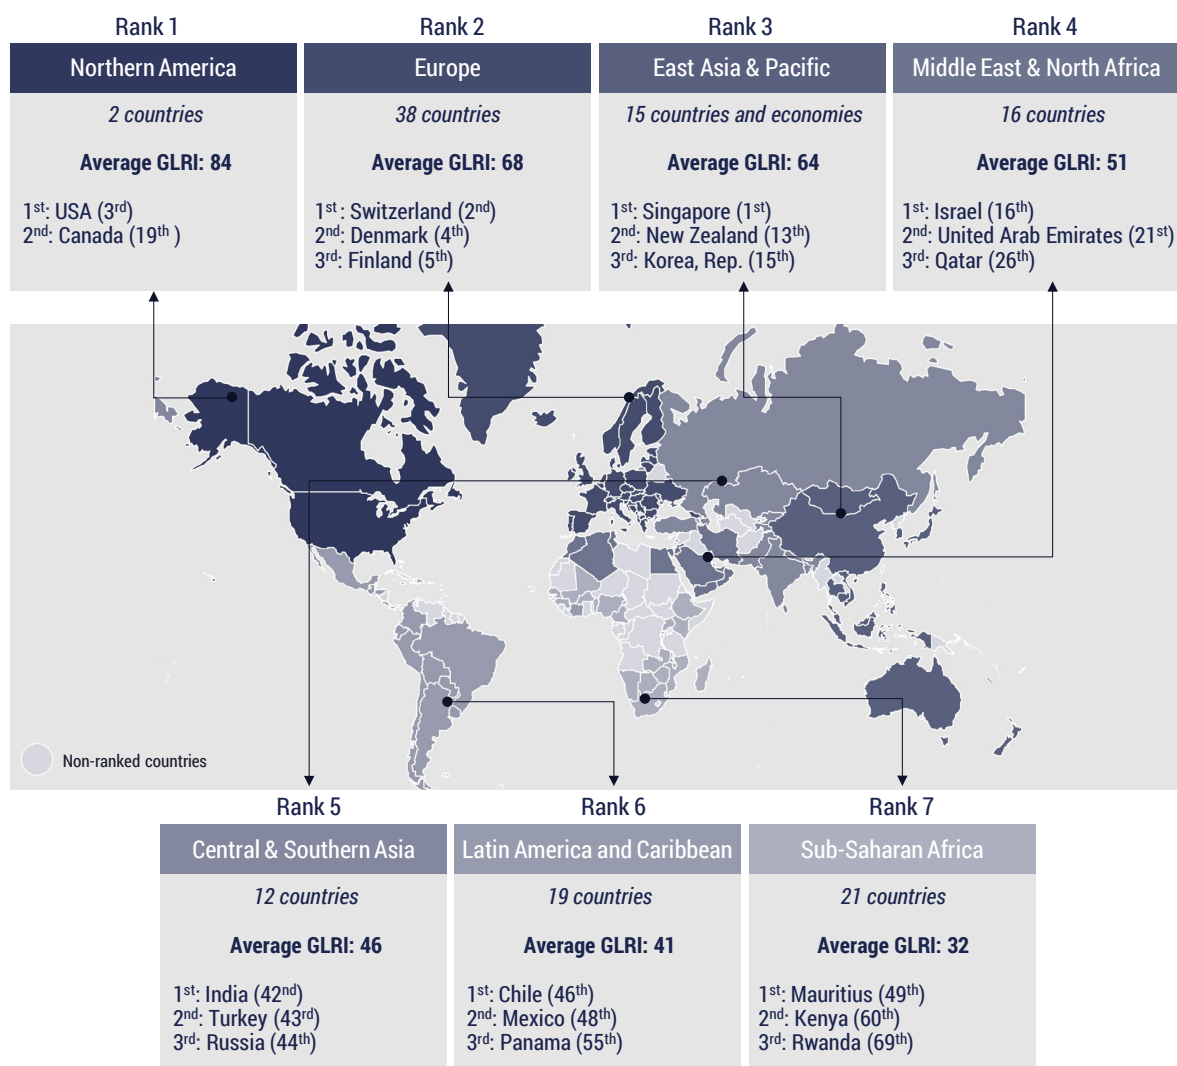 Rank 1
Northern America
2 countries
Average GLRI: 84
1st: USA (3rd)
2nd: Canada (19th )
Rank 2
Europe
38 countries
Average GLRI: 68
1st : Switzerland (2nd)
2nd: Denmark (4th)
3rd: Finland (5th)
Rank 3
East Asia & Pacific
15 countries and economies
Average GLRI: 64
1st: Singapore (1st)
2nd: New Zealand (13th)
3rd: Korea, Rep. (15th)
Rank 4
Middle East & North Africa
16 countries
Average GLRI: 51
1st: Israel (16th)
2nd: United Arab Emirates (21st)
3rd: Qatar (26th)
Non-ranked countries
Rank 5
Central & Southern Asia
12 countries
Average GLRI: 46
1st: India (42nd)
2nd: Turkey (43rd)
3rd: Russia (44th)
Rank 6
Latin America and Caribbean
19 countries
Average GLRI: 41
1st: Chile (46th)
2nd: Mexico (48th)
3rd: Panama (55th)
Rank 7
Sub-Saharan Africa
21 countries
Average GLRI: 32
1st: Mauritius (49th)
2nd: Kenya (60th)
3rd: Rwanda (69th)